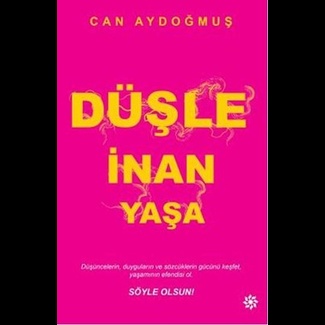 CAN AYDOĞMUŞ
DÜŞLE
İNAN
YAŞA
Düşüncelerin, duyguların ve sözcüklerin gücünü keşfet,
yaşamının efendisi ol.
SÖYLE OLSUN!